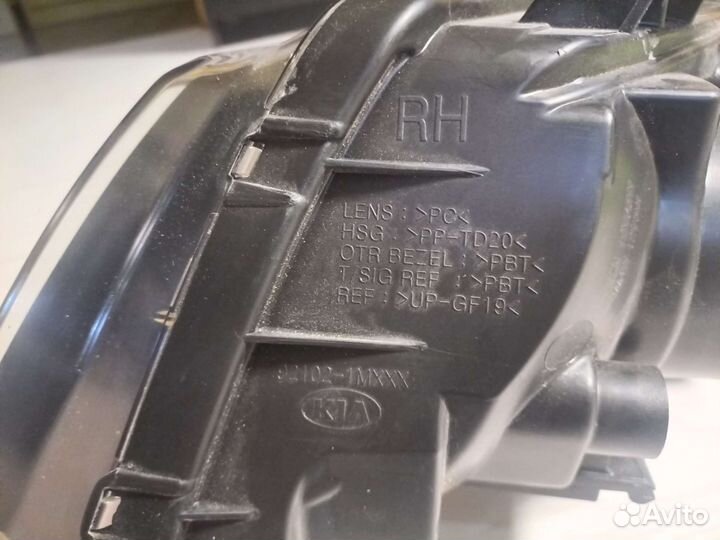 RH
LENS : >PC<
HSG : >PP-TD20<
OTR BEZEL : >PBT<
T/SIG REF : >PBT<
REF : >UP-GF19<
92102-1MXXX
KIA
Avito